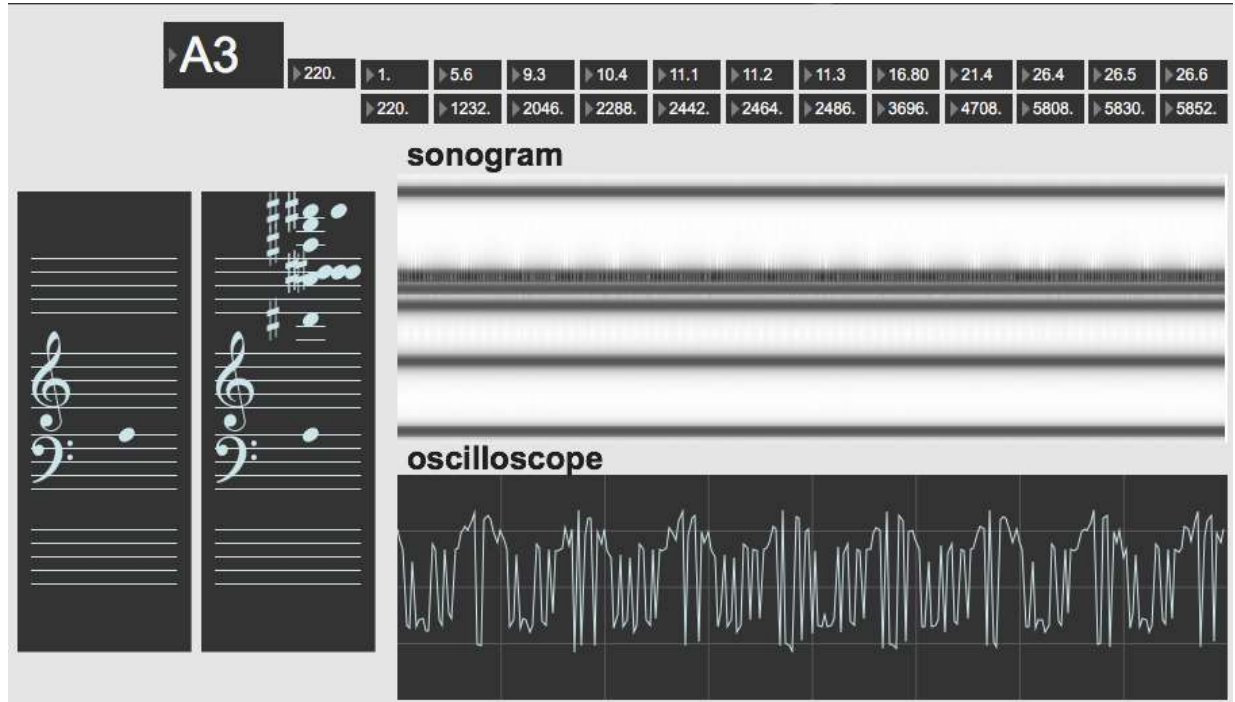 A3
220. 1. 5.6 9.3 10.4 11.1 11.2 11.3 16.80 21.4 26.4 26.5 26.6
220. 1232. 2046. 2288. 2442. 2464. 2486. 3696. 4708. 5808. 5830. 5852.
sonogram
oscilloscope